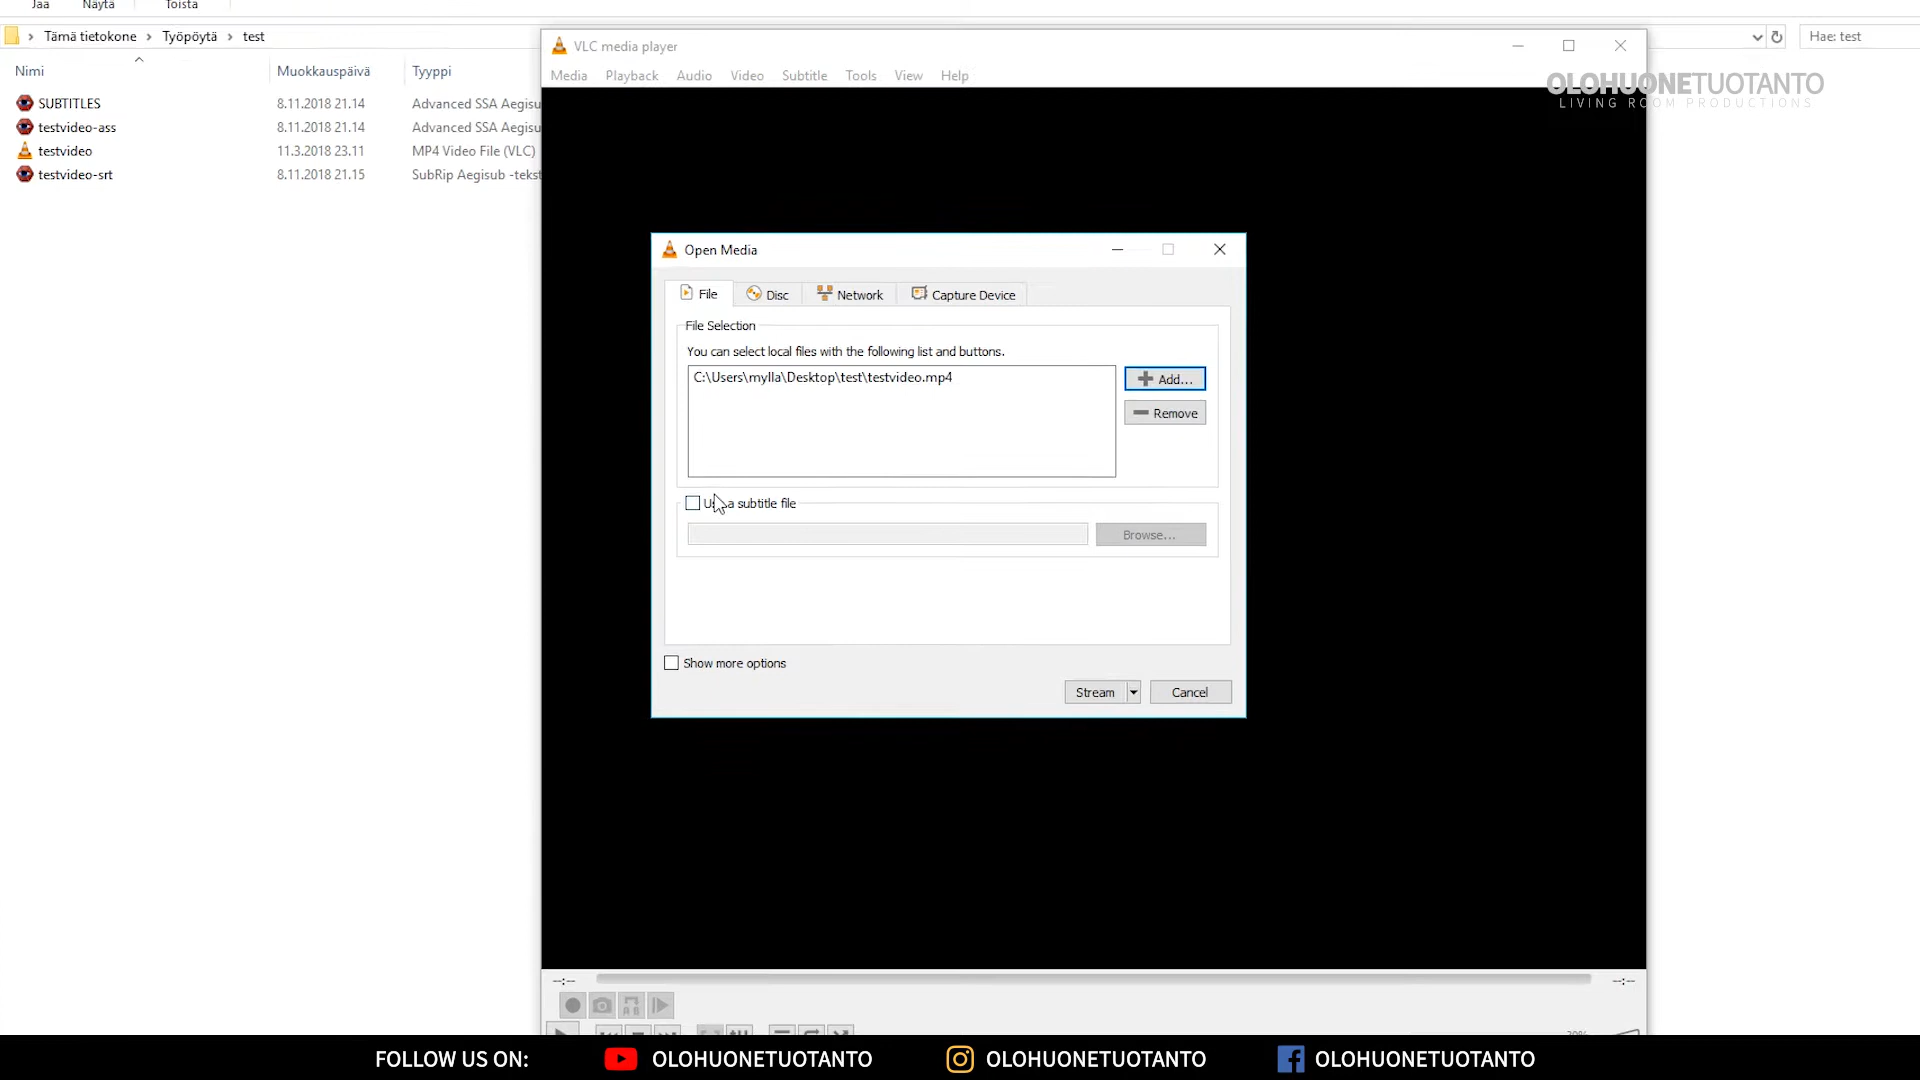 Jaa Näytä Toista
Tämä tietokone Työpöytä test
Hae: test
Nimi Muokkauspäivä Tyyppi
SUBTITLES 8.11.2018 21.14 Advanced SSA Aegisu
testvideo-ass 8.11.2018 21.14 Advanced SSA Aegisu
testvideo 11.3.2018 23.11 MP4 Video File (VLC)
testvideo-srt 8.11.2018 21.15 SubRip Aegisub -tekst
VLC media player
Media Playback Audio Video Subtitle Tools View Help
OLOHUONETUOTANTO
LIVING ROOM PRODUCTIONS
Open Media
File Disc Network Capture Device
File Selection
You can select local files with the following list and buttons.
C:\Users\mylla\Desktop\test\testvideo.mp4
Add...
Remove
a subtitle file
Browse...
Show more options
Stream Cancel
--:-- --:--
FOLLOW US ON: OLOHUONETUOTANTO OLOHUONETUOTANTO OLOHUONETUOTANTO